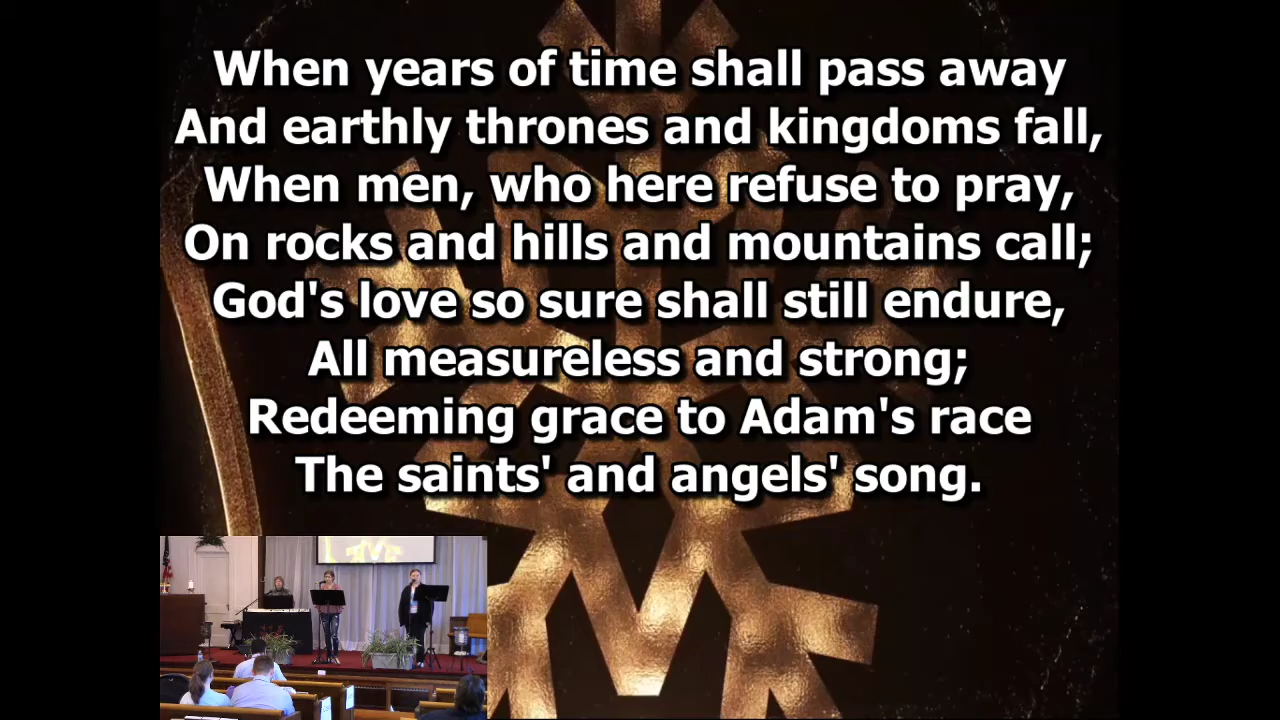 When years of time shall pass away
And earthly thrones and kingdoms fall,
When men, who here refuse to pray,
On rocks and hills and mountains call;
God's love so sure shall still endure,
All measureless and strong;
Redeeming grace to Adam's race
The saints' and angels' song.